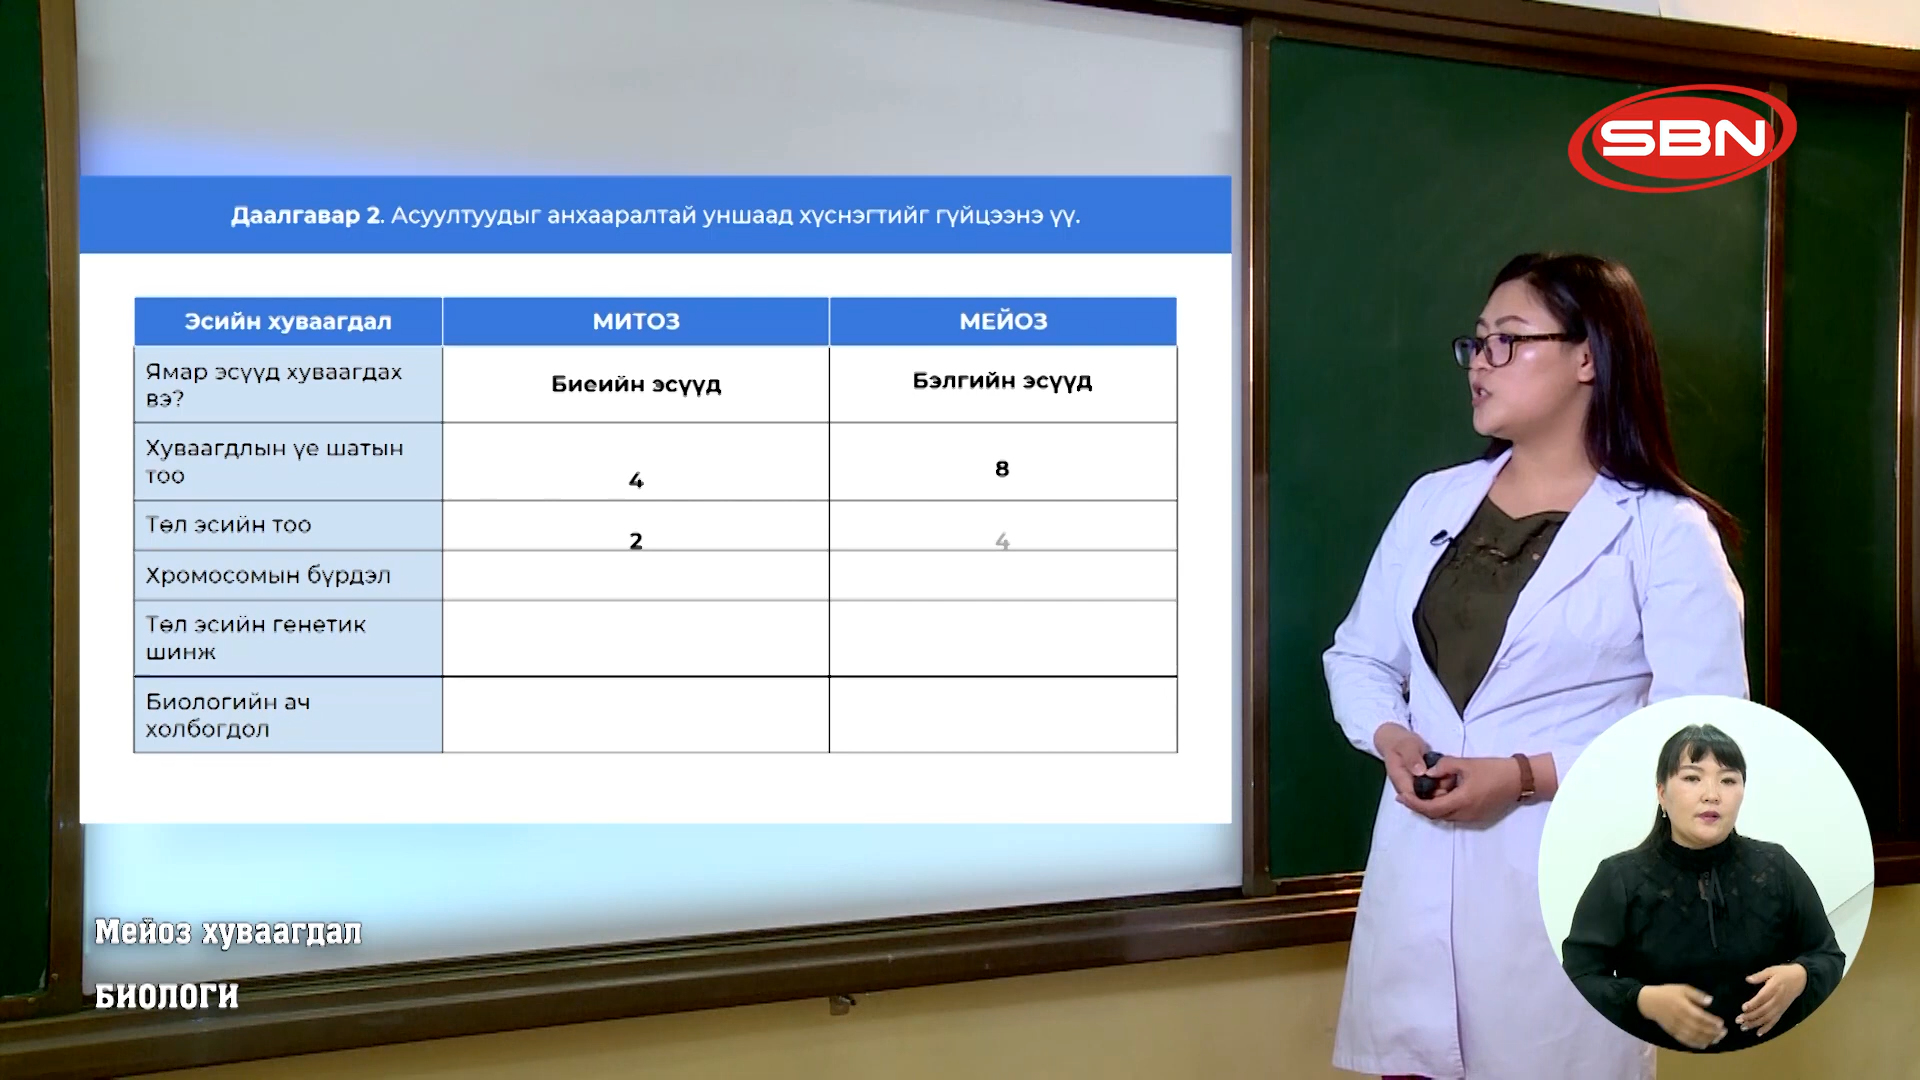 SBN
Даалгавар 2. Асуултуудыг анхааралтай уншаад хүснэгтийг гүйцээнэ үү.
Эсийн хуваагдал
МИТОЗ
МЕЙОЗ
Ямар эсүүд хуваагдах
вэ?
Биеийн эсүүд
Бэлгийн эсүүд
Хуваагдлын үе шатын
тоо
4
8
Төл эсийн тоо
2
4
Хромосомын бүрдэл
Төл эсийн генетик
шинж
Биологийн ач
холбогдол
Мейоз хуваагдал
БИОЛОГИ